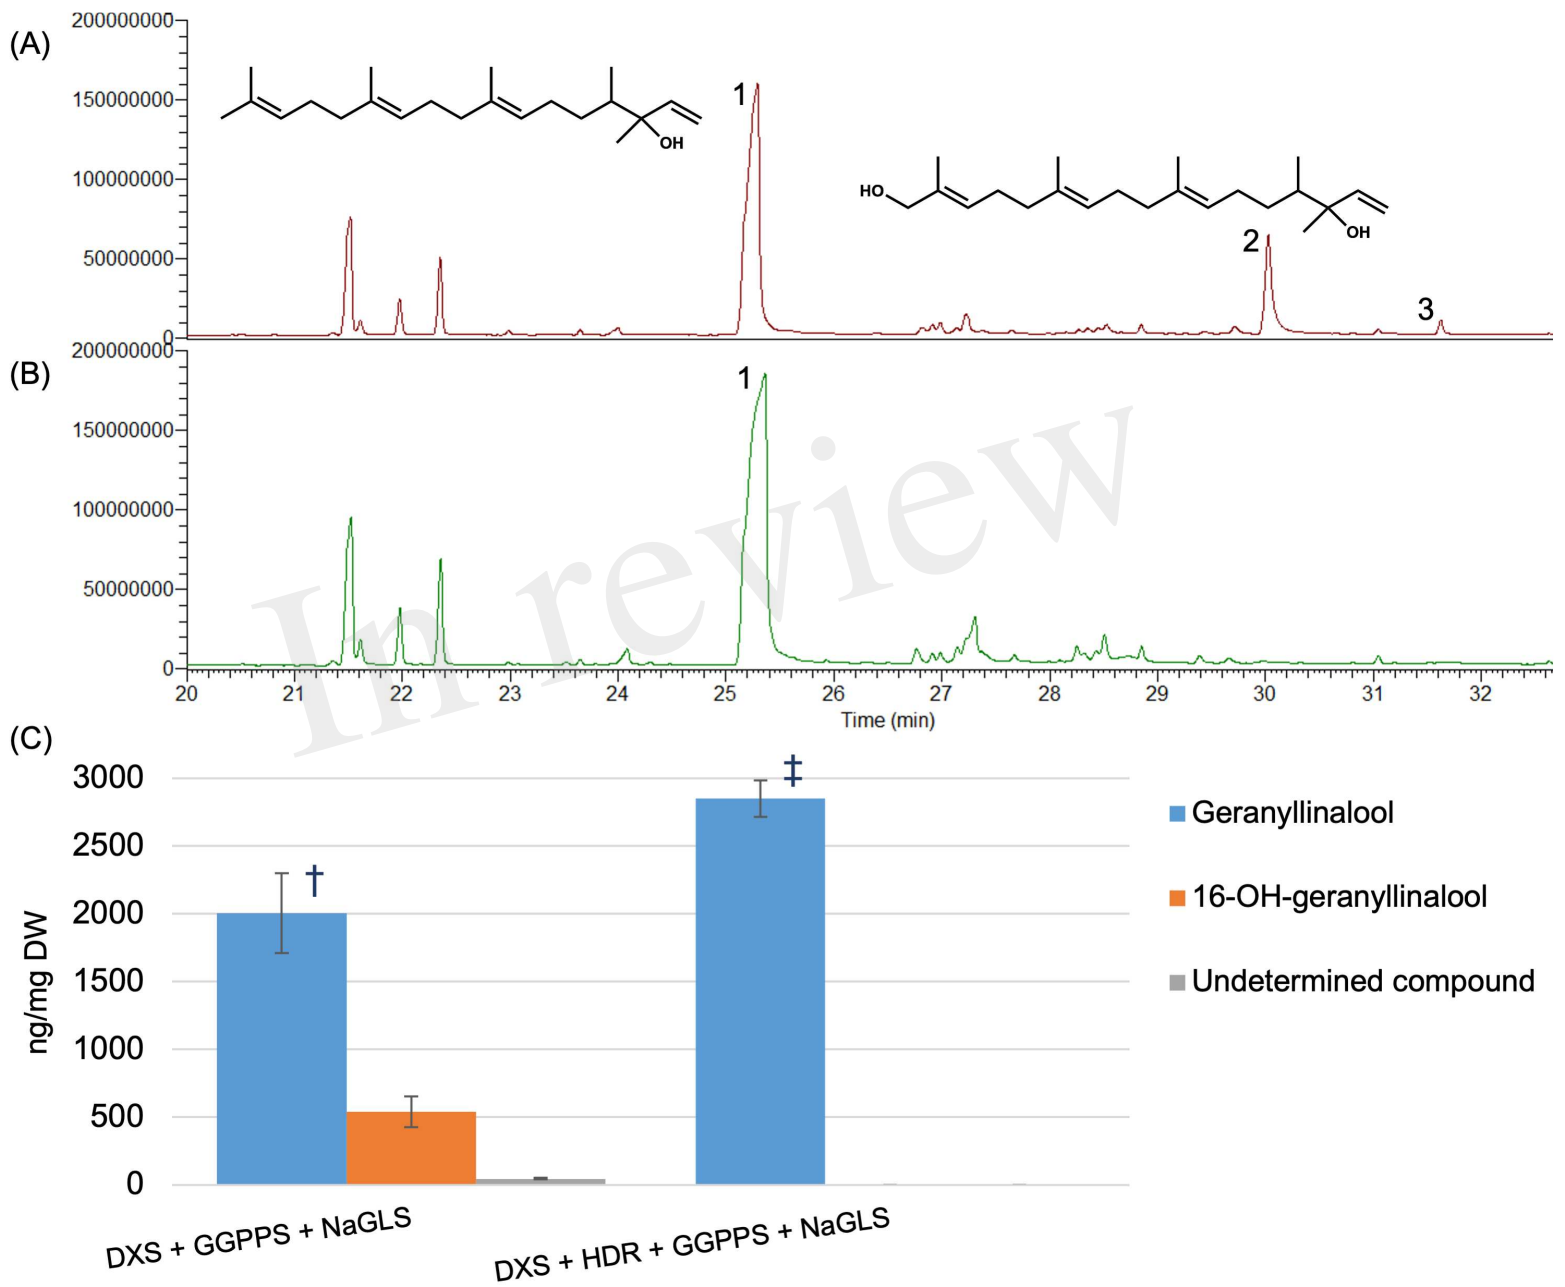 (A)
200000000
150000000
100000000
50000000
0
1
OH
HO
OH
2
3
(B)
200000000
150000000
100000000
50000000
0
1
In review
20 21 22 23 24 25 26 27 28 29 30 31 32
Time (min)
(C)
ng/mg DW
3000
2500
2000
1500
1000
500
0
†
‡
Geranyllinalool
16-OH-geranyllinalool
Undetermined compound
DXS + GGPPS + NaGLS
DXS + HDR + GGPPS + NaGLS